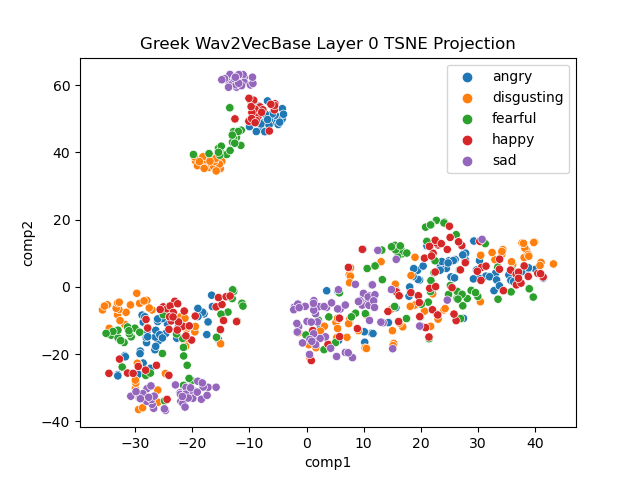 Greek Wav2VecBase Layer 0 TSNE Projection
angry
disgusting
fearful
happy
sad
60
40
20
0
−20
−40
comp2
−30
−20
−10
0
10
20
30
40
comp1